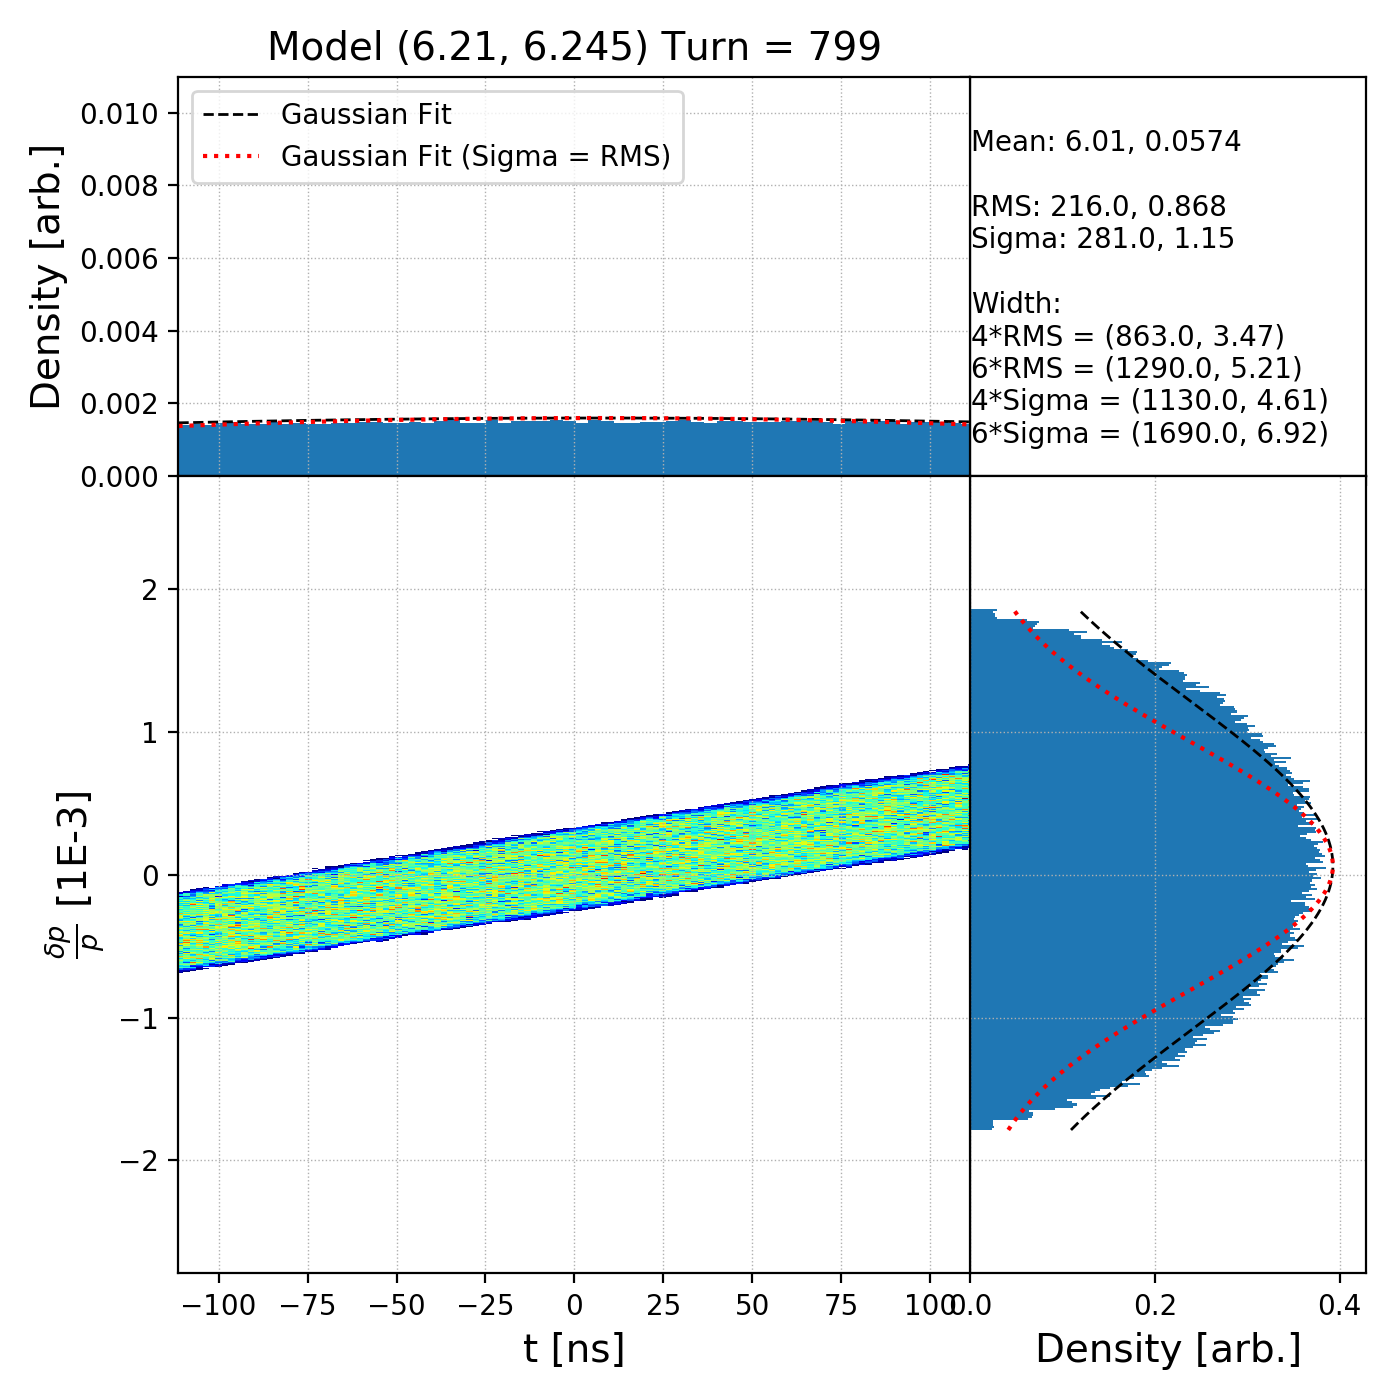 Model (6.21, 6.245) Turn = 799
Gaussian Fit
Gaussian Fit (Sigma = RMS)
Density [arb.]
0.010
0.008
0.006
0.004
0.002
0.000
Mean: 6.01, 0.0574
RMS: 216.0, 0.868
Sigma: 281.0, 1.15
Width:
4*RMS = (863.0, 3.47)
6*RMS = (1290.0, 5.21)
4*Sigma = (1130.0, 4.61)
6*Sigma = (1690.0, 6.92)
δp/p [1E-3]
2
1
0
−1
−2
−100 −75 −50 −25 0 25 50 75 100
t [ns]
0.0 0.2 0.4
Density [arb.]